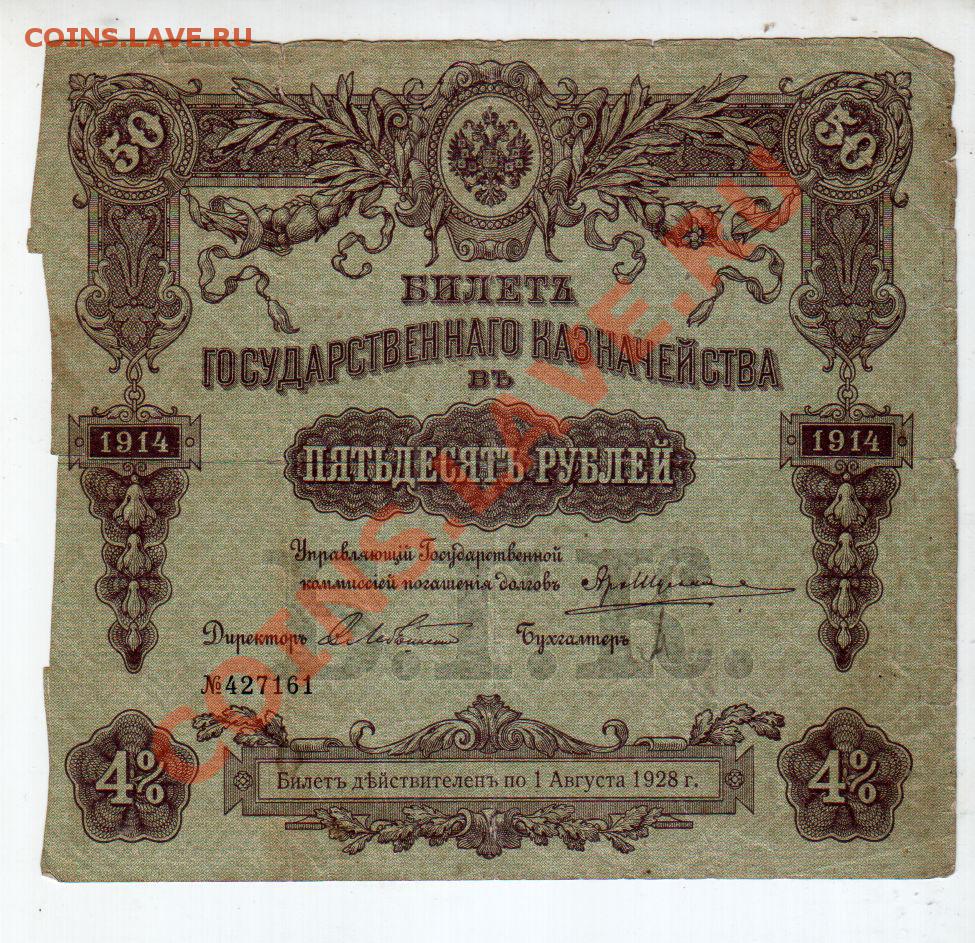 COINS.LAVE.RU
50 50
БИЛЕТЪ
ГОСУДАРСТВЕННАГО КАЗНАЧЕЙСТВА
ВЪ
1914 1914
ПЯТЬДЕСЯТЪ РУБЛЕЙ
Управляющій Государственной
коммиссіей погашенія долговъ
Директоръ Бухгалтеръ
№427161
4% 4%
Билетъ дѣйствителенъ по 1 Августа 1928 г.
COINS.LAVE.RU